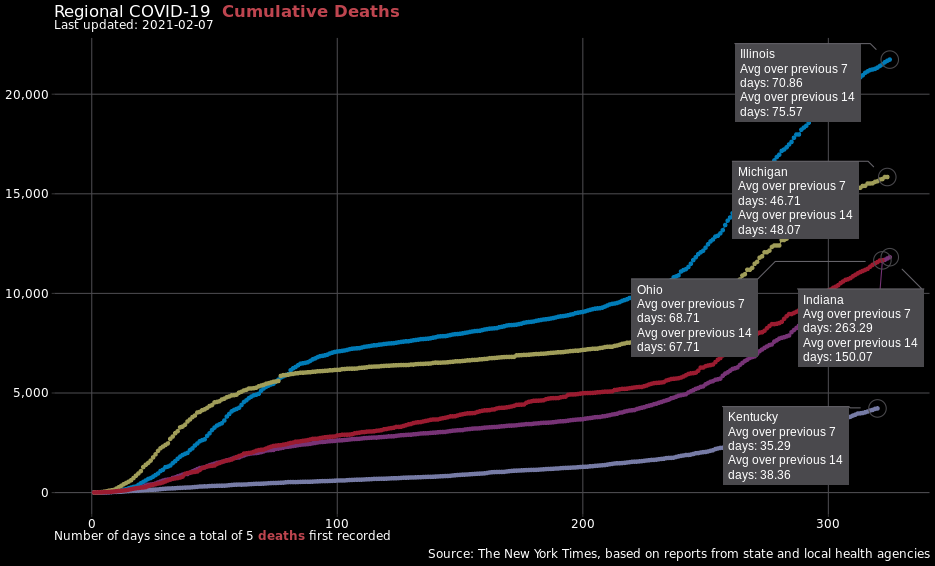 Regional COVID-19 Cumulative Deaths
Last updated: 2021-02-07
Illinois
Avg over previous 7
days: 70.86
Avg over previous 14
days: 75.57
20,000
Michigan
Avg over previous 7
days: 46.71
Avg over previous 14
days: 48.07
15,000
Ohio
Avg over previous 7
days: 68.71
Avg over previous 14
days: 67.71
Indiana
Avg over previous 7
days: 263.29
Avg over previous 14
days: 150.07
10,000
5,000
Kentucky
Avg over previous 7
days: 35.29
Avg over previous 14
days: 38.36
0
0 100 200 300
Number of days since a total of 5 deaths first recorded
Source: The New York Times, based on reports from state and local health agencies